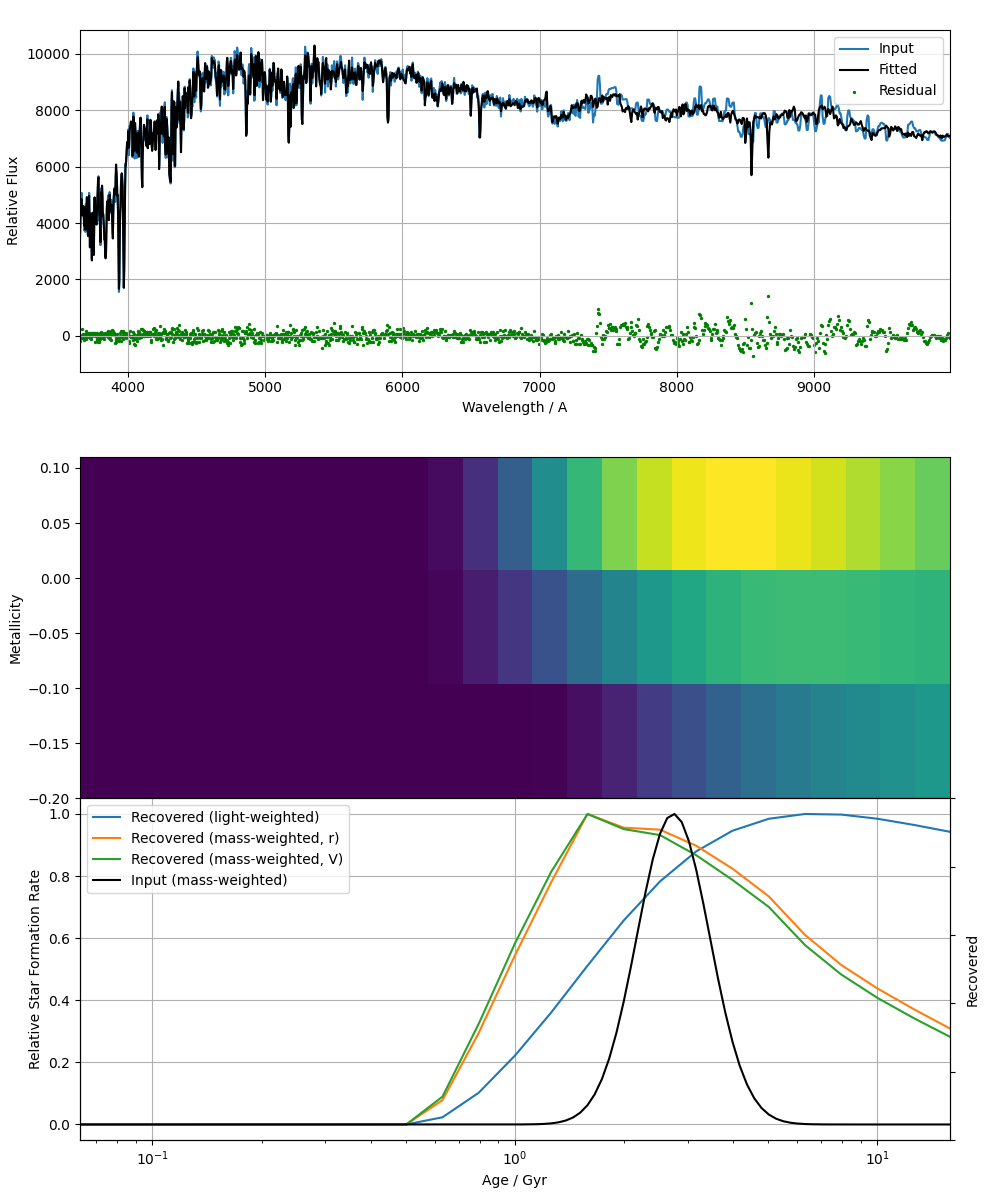 10000
8000
6000
4000
2000
0
Relative Flux
Input
Fitted
Residual
4000
5000
6000
7000
8000
9000
Wavelength / A
0.10
0.05
0.00
−0.05
−0.10
−0.15
−0.20
Metallicity
1.0
0.8
0.6
0.4
0.2
0.0
Relative Star Formation Rate
Recovered (light-weighted)
Recovered (mass-weighted, r)
Recovered (mass-weighted, V)
Input (mass-weighted)
Recovered
10⁻¹
10⁰
10¹
Age / Gyr